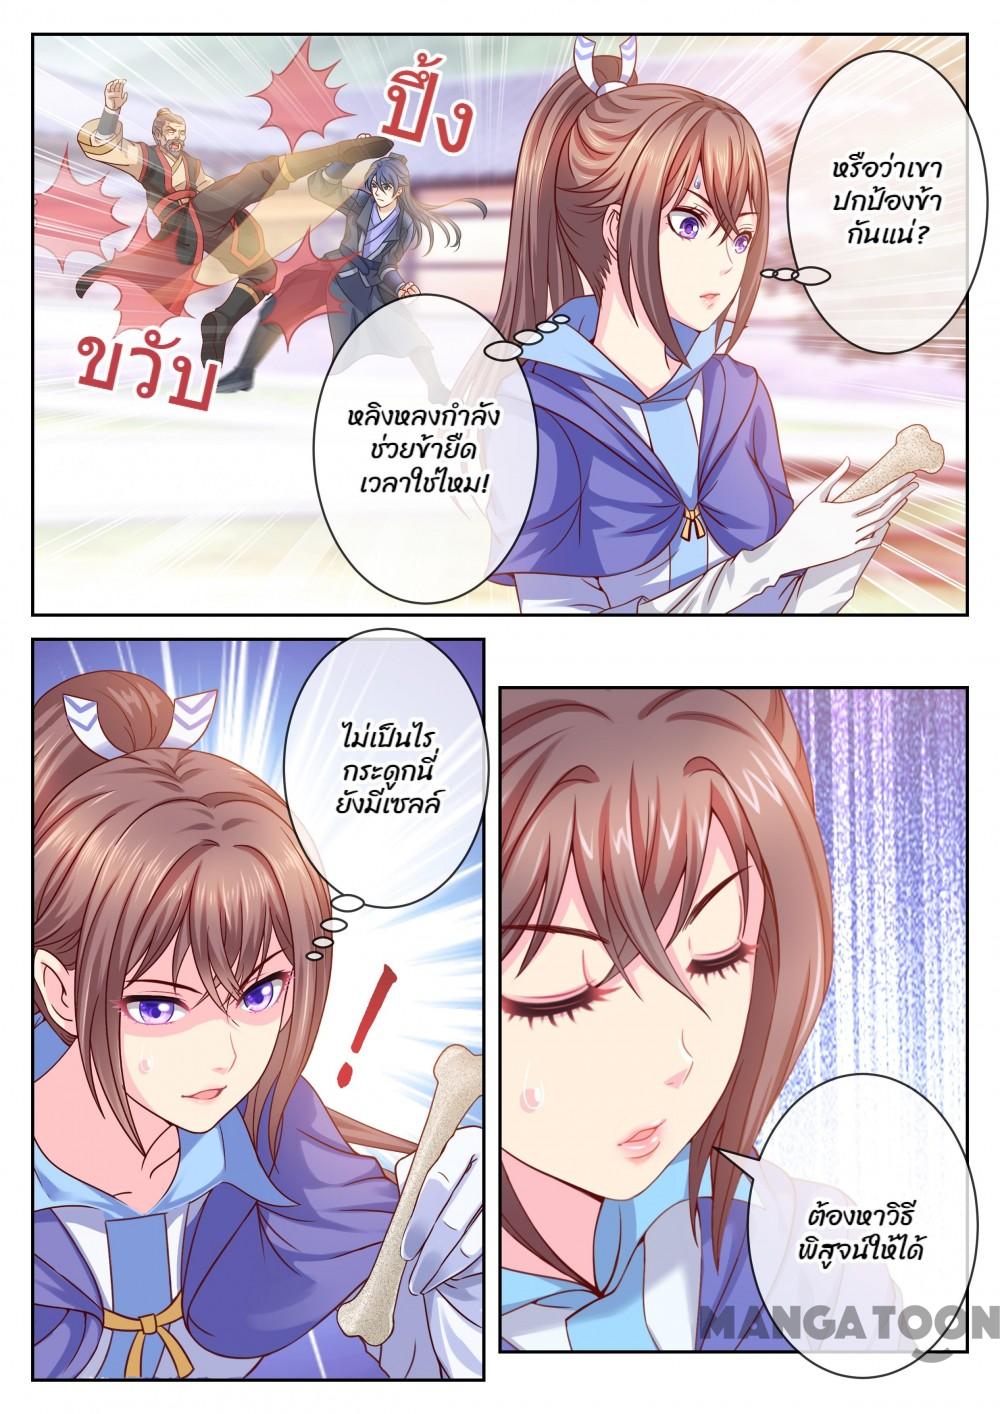 ปึ้ง
ขวับ
หรือว่าเขา
ปกป้องข้า
กันแน่?
หลิงหลงกำลัง
ช่วยข้ายืด
เวลาใช่ไหม!
ไม่เป็นไร
กระดูกนี่
ยังมีเซลล์
!
ต้องหาวิธี
พิสูจน์ให้ได้
MANGATOON